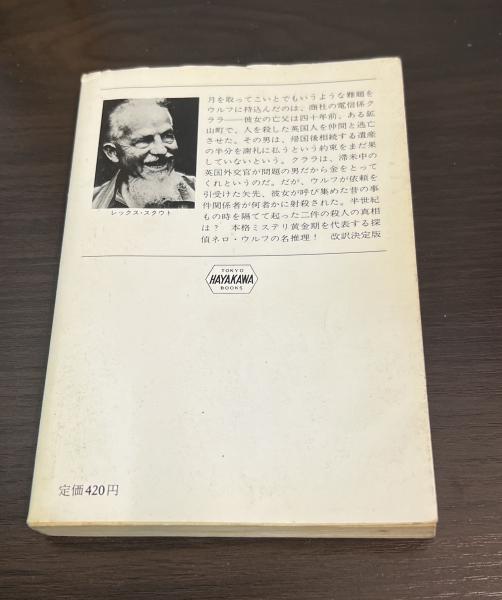 月を取ってこいとでもいうような難題を
ウルフに持込んだのは、商社の電信係ク
ララ――彼女の亡父は四十年前、ある鉱
山町で、人を殺した英国人を仲間と逃亡
させた。その男は、帰国後相続する遺産
の半分を謝礼に払うという約束をまだ果
していないという。クララは、滞米中の
英国外交官が問題の男だから金をとって
くれというのだ。だが、ウルフが依頼を
引受けた矢先、彼女が呼び集めた昔の事
件関係者が何者かに射殺された。半世紀
もの時を隔てて起った二件の殺人の真相
は? 本格ミステリ黄金期を代表する探
偵ネロ・ウルフの名推理! 改訳決定版
レックス・スタウト
TOKYO
HAYAKAWA
BOOKS
定価420円